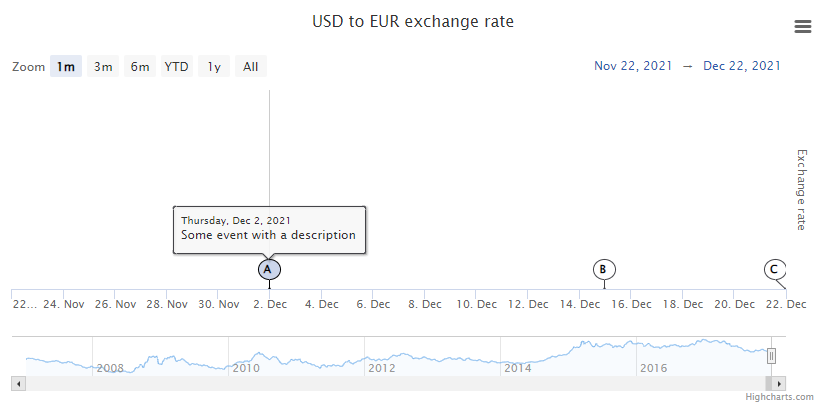 USD to EUR exchange rate
Zoom 1m 3m 6m YTD 1y All
Nov 22, 2021 → Dec 22, 2021
Exchange rate
Thursday, Dec 2, 2021
Some event with a description
A B C
22... 24. Nov 26. Nov 28. Nov 30. Nov 2. Dec 4. Dec 6. Dec 8. Dec 10. Dec 12. Dec 14. Dec 16. Dec 18. Dec 20. Dec 22. Dec
2008 2010 2012 2014 2016
Highcharts.com